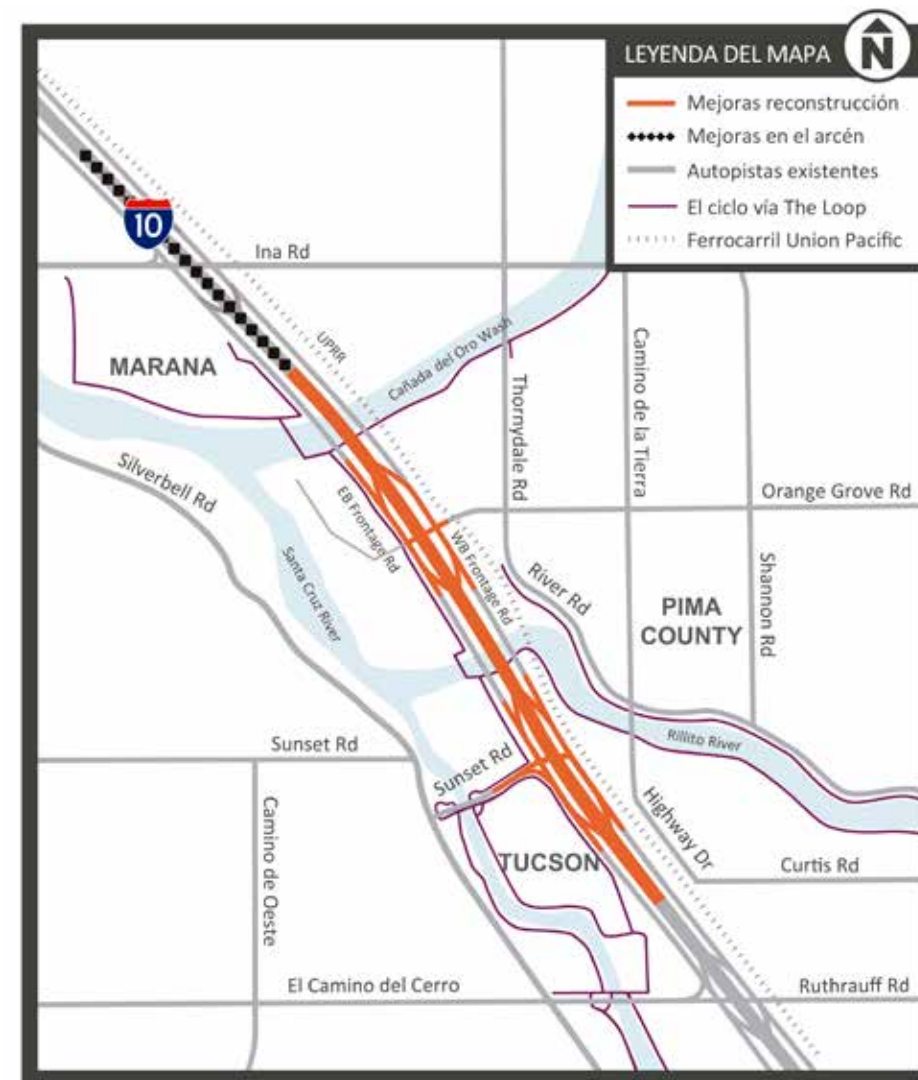 LEYENDA DEL MAPA
N
Mejoras reconstrucción
Mejoras en el arcén
Autopistas existentes
El ciclo vía The Loop
Ferrocarril Union Pacific
10
Ina Rd
UPRR
MARANA
Cañada del Oro Wash
Thornydale Rd
Camino de la Tierra
Silverbell Rd
Orange Grove Rd
EB Frontage Rd
WB Frontage Rd
Santa Cruz River
River Rd
Shannon Rd
PIMA
COUNTY
Rillito River
Sunset Rd
Sunset Rd
Camino de Oeste
Highway Dr
TUCSON
Curtis Rd
El Camino del Cerro
Ruthrauff Rd